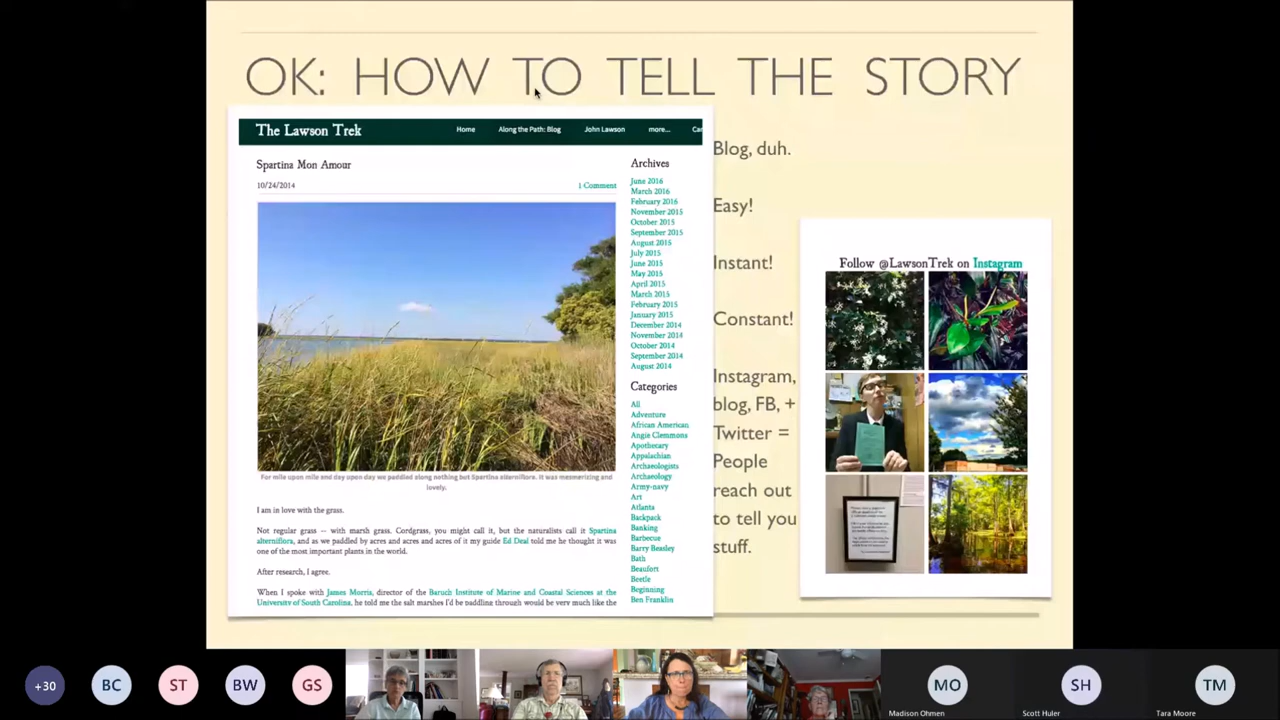 OK: HOW TO TELL THE STORY
The Lawson Trek
Home
Along the Path: Blog
John Lawson
more...
Spartina Mon Amour
10/24/2014
1 Comment
For mile upon mile and day upon day we paddled along nothing but Spartina alterniflora. It was mesmerizing and
lovely.
I am in love with the grass.
Not regular grass -- with marsh grass. Cordgrass, you might call it, but the naturalists call it Spartina
alterniflora, and as we paddled by acres and acres and acres of it my guide Ed Deal told me he thought it was
one of the most important plants in the world.
After research, I agree.
When I spoke with James Morris, director of the Baruch Institute of Marine and Coastal Sciences at the
University of South Carolina, he told me the salt marshes I'd be paddling through would be very much like the
Archives
June 2016
March 2016
February 2016
November 2015
October 2015
September 2015
August 2015
July 2015
June 2015
May 2015
April 2015
March 2015
February 2015
January 2015
December 2014
November 2014
October 2014
September 2014
August 2014
Categories
All
Adventure
African American
Angie Clemmons
Apothecary
Appalachian
Archaeologists
Archaeology
Army-navy
Art
Atlanta
Backpack
Banking
Barbecue
Barry Beasley
Bath
Beaufort
Beetle
Beginning
Ben Franklin
Blog, duh.
Easy!
Instant!
Constant!
Instagram,
blog, FB, +
Twitter =
People
reach out
to tell you
stuff.
Follow @LawsonTrek on Instagram
+30
BC
ST
BW
GS
MO
Madison Ohmen
SH
Scott Huler
TM
Tara Moore